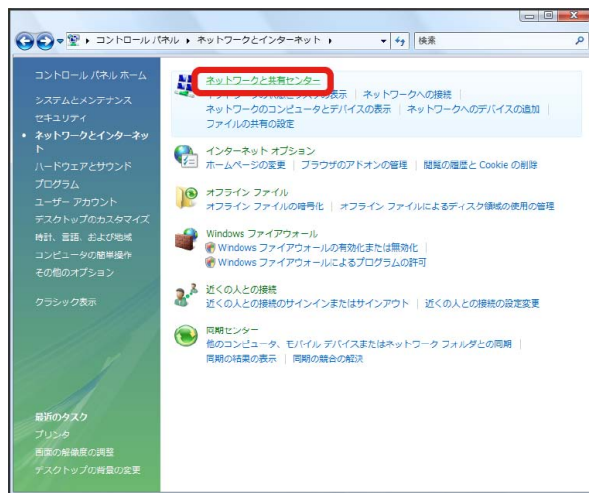 コントロール パネル ▸ ネットワークとインターネット ▸
検索
コントロール パネル ホーム
システムとメンテナンス
セキュリティ
• ネットワークとインターネッ
ト
ハードウェアとサウンド
プログラム
ユーザー アカウント
デスクトップのカスタマイズ
時計、言語、および地域
コンピュータの簡単操作
その他のオプション
クラシック表示
最近のタスク
プリンタ
画面の解像度の調整
デスクトップの背景の変更
ネットワークと共有センター
表示 | ネットワークへの接続 |
ネットワークのコンピュータとデバイスの表示 | ネットワークへのデバイスの追加 |
ファイルの共有の設定
インターネット オプション
ホームページの変更 | ブラウザのアドオンの管理 | 閲覧の履歴と Cookie の削除
オフライン ファイル
オフライン ファイルの暗号化 | オフライン ファイルによるディスク領域の使用の管理
Windows ファイアウォール
Windows ファイアウォールの有効化または無効化 |
Windows ファイアウォールによるプログラムの許可
近くの人との接続
近くの人との接続のサインインまたはサインアウト | 近くの人との接続の設定変更
同期センター
他のコンピュータ、モバイル デバイスまたはネットワーク フォルダとの同期 |
同期の結果の表示 | 同期の競合の解決